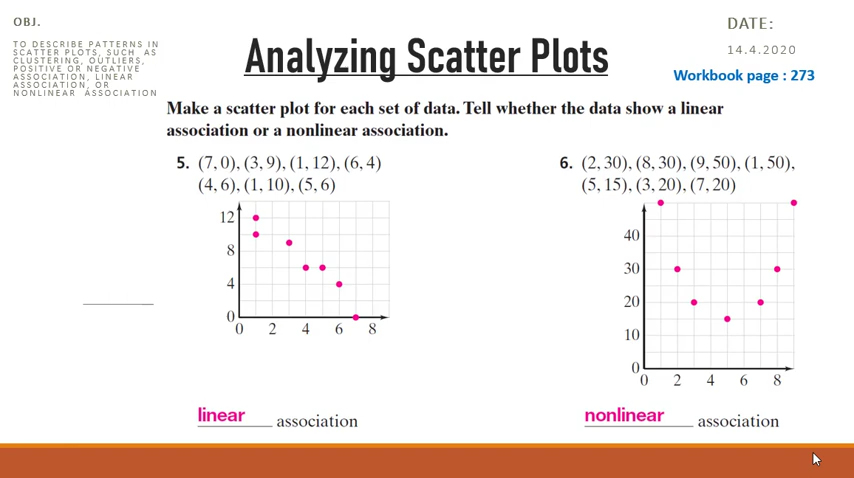 OBJ.
TO DESCRIBE PATTERNS IN
SCATTER PLOTS, SUCH AS
CLUSTERING, OUTLIERS,
POSITIVE OR NEGATIVE
ASSOCIATION, LINEAR
ASSOCIATION, OR
NONLINEAR ASSOCIATION
Analyzing Scatter Plots
DATE:
14.4.2020
Workbook page : 273
Make a scatter plot for each set of data. Tell whether the data show a linear
association or a nonlinear association.
5. (7, 0), (3, 9), (1, 12), (6, 4)
(4, 6), (1, 10), (5, 6)
12
8
4
0
0 2 4 6 8
linear association
6. (2, 30), (8, 30), (9, 50), (1, 50),
(5, 15), (3, 20), (7, 20)
40
30
20
10
0
0 2 4 6 8
nonlinear association